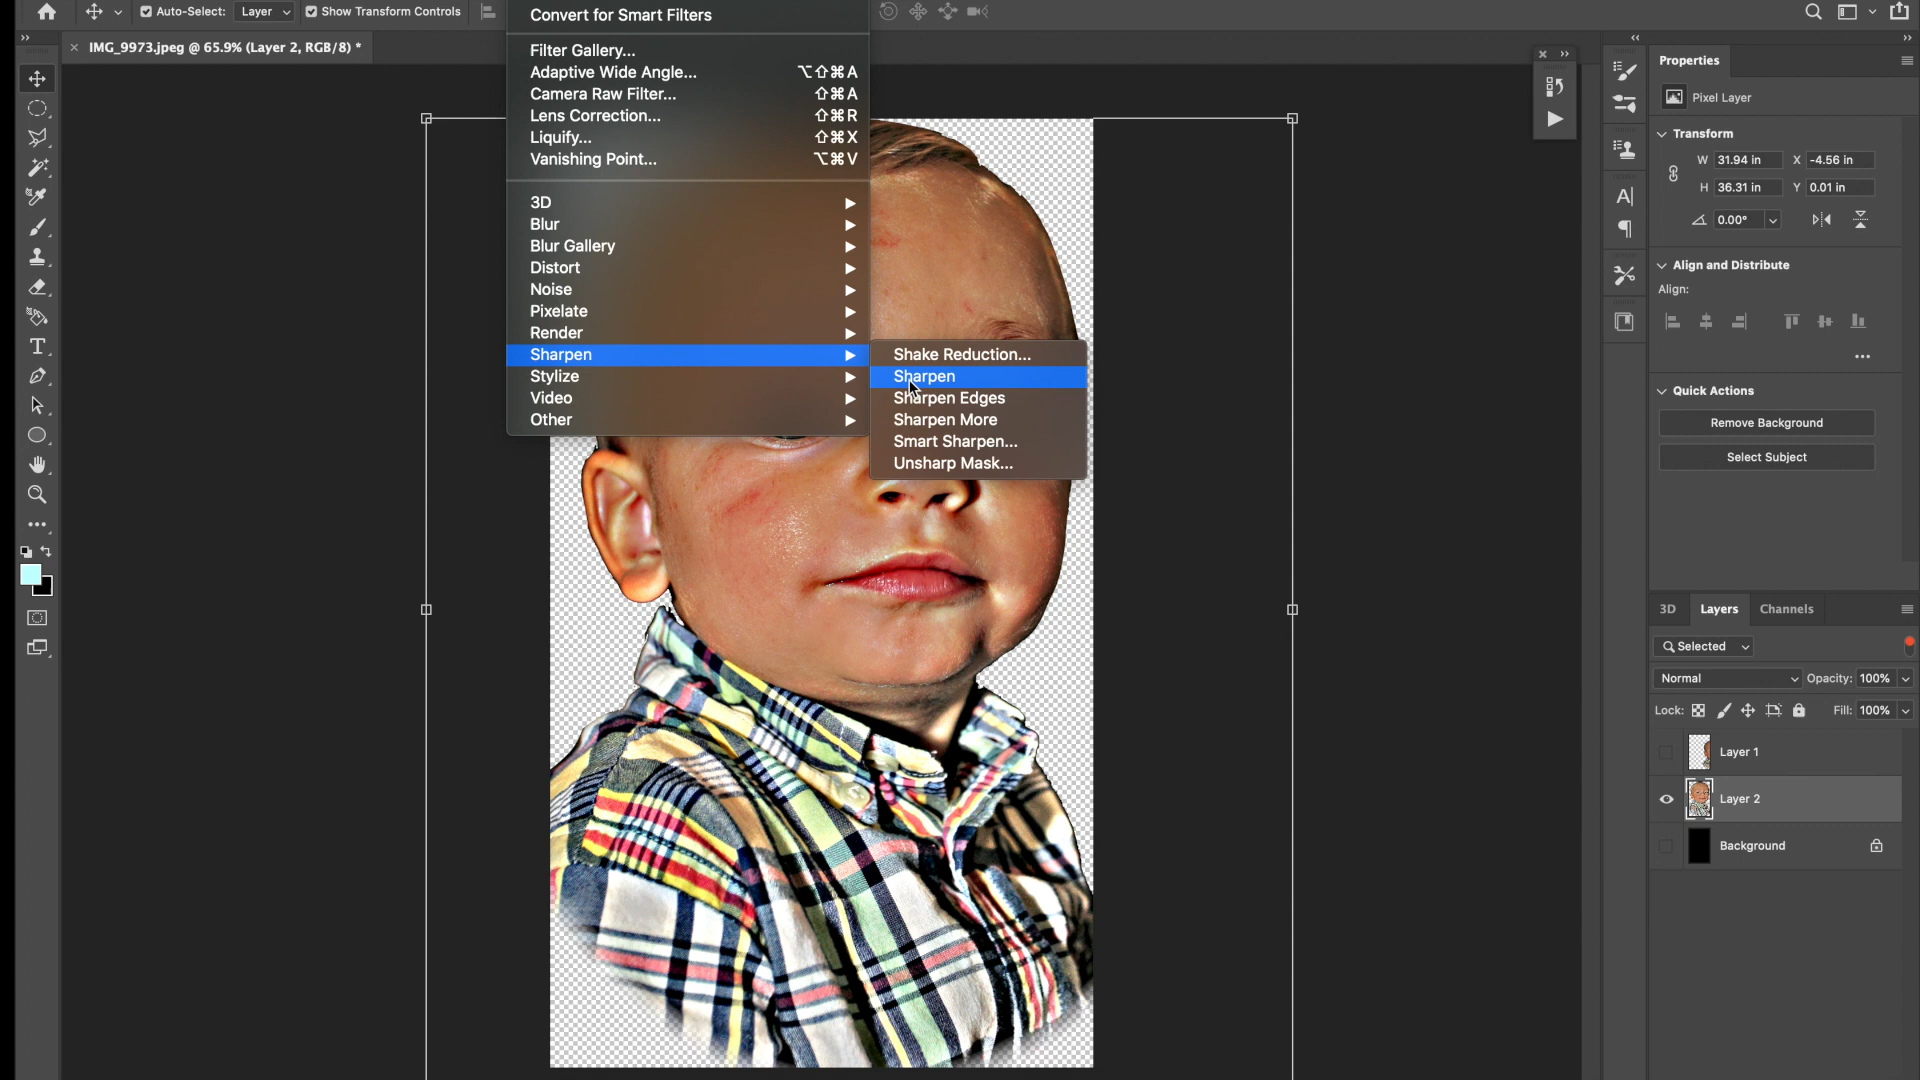 Auto-Select: Layer Show Transform Controls
IMG_9973.jpeg @ 65.9% (Layer 2, RGB/8) *
Convert for Smart Filters
Filter Gallery...
Adaptive Wide Angle... ⌥⇧⌘A
Camera Raw Filter... ⇧⌘A
Lens Correction... ⇧⌘R
Liquify... ⇧⌘X
Vanishing Point... ⌥⌘V
3D
Blur
Blur Gallery
Distort
Noise
Pixelate
Render
Sharpen
Stylize
Video
Other
Shake Reduction...
Sharpen
Sharpen Edges
Sharpen More
Smart Sharpen...
Unsharp Mask...
Properties
Pixel Layer
Transform
W 31.94 in X -4.56 in
H 36.31 in Y 0.01 in
0.00°
Align and Distribute
Align:
Quick Actions
Remove Background
Select Subject
3D Layers Channels
Selected
Normal Opacity: 100%
Lock: Fill: 100%
Layer 1
Layer 2
Background